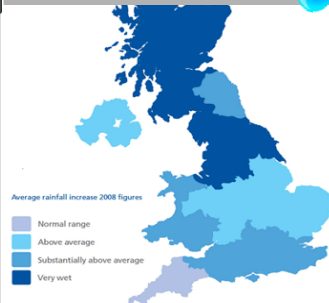 Average rainfall increase 2008 figures
Normal range
Above average
Substantially above average
Very wet